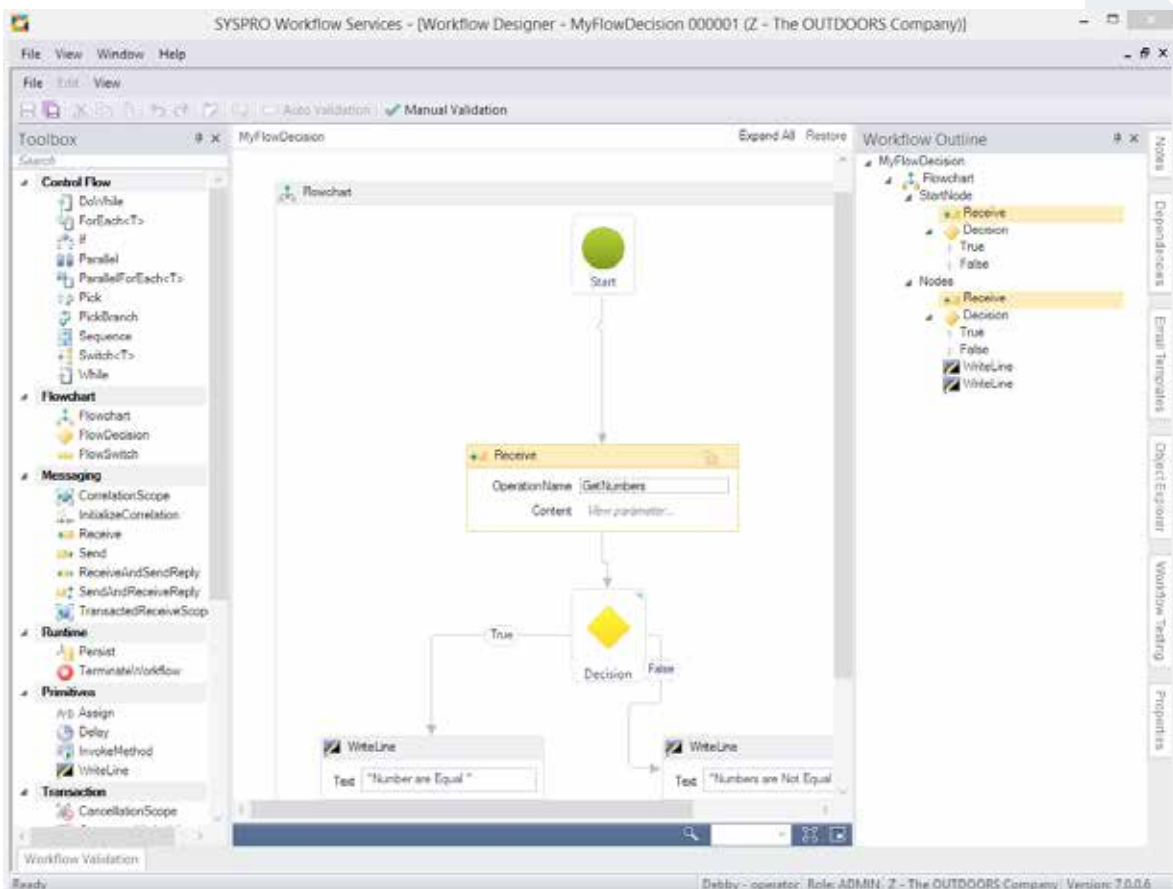 SYSPRO Workflow Services - [Workflow Designer - MyFlowDecision 000001 (Z - The OUTDOORS Company)]
File View Window Help
File Edit View
Auto Validation Manual Validation
Toolbox
Search
Control Flow
DoWhile
ForEach<T>
If
Parallel
ParallelForEach<T>
Pick
PickBranch
Sequence
Switch<T>
While
Flowchart
Flowchart
FlowDecision
FlowSwitch
Messaging
CorrelationScope
InitializeCorrelation
Receive
Send
ReceiveAndSendReply
SendAndReceiveReply
TransactedReceiveScop
Runtime
Persist
TerminateWorkflow
Primitives
A+B Assign
Delay
InvokeMethod
WriteLine
Transaction
CancellationScope
MyFlowDecision Expand All Restore
Flowchart
Start
Receive
OperationName GetNumbers
Content View parameter...
True
Decision
False
WriteLine
Text "Number are Equal "
WriteLine
Text "Numbers are Not Equal
Workflow Outline
MyFlowDecision
Flowchart
StartNode
Receive
Decision
True
False
Nodes
Receive
Decision
True
False
WriteLine
WriteLine
Notes
Dependencies
Email Templates
Object Explorer
Workflow Testing
Properties
Workflow Validation
Ready
Debby - operator Role: ADMIN Z - The OUTDOORS Company Version: 7.0.0.6